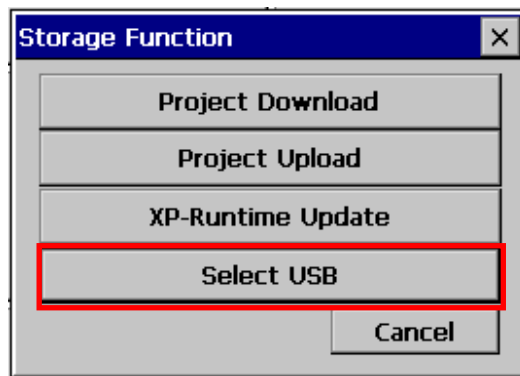 Storage Function
Project Download
Project Upload
XP-Runtime Update
Select USB
Cancel